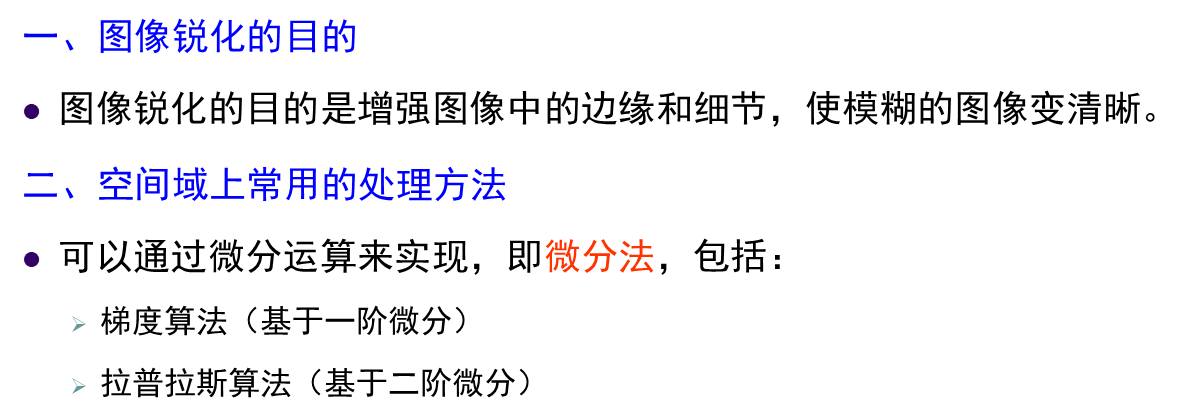 一、图像锐化的目的
● 图像锐化的目的是增强图像中的边缘和细节，使模糊的图像变清晰。
二、空间域上常用的处理方法
● 可以通过微分运算来实现，即微分法，包括：
➢ 梯度算法（基于一阶微分）
➢ 拉普拉斯算法（基于二阶微分）